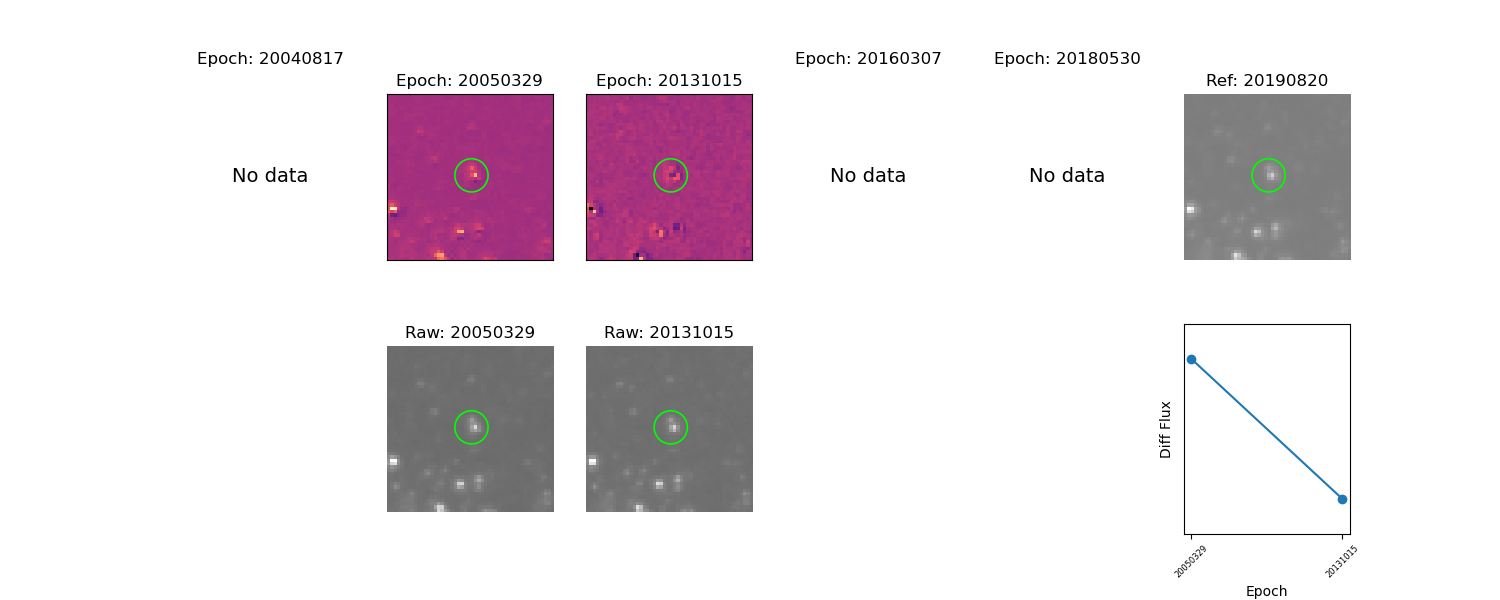 Epoch: 20040817
Epoch: 20050329
Epoch: 20131015
Epoch: 20160307
Epoch: 20180530
Ref: 20190820
No data
No data
No data
Raw: 20050329
Raw: 20131015
Diff Flux
20050329
20131015
Epoch